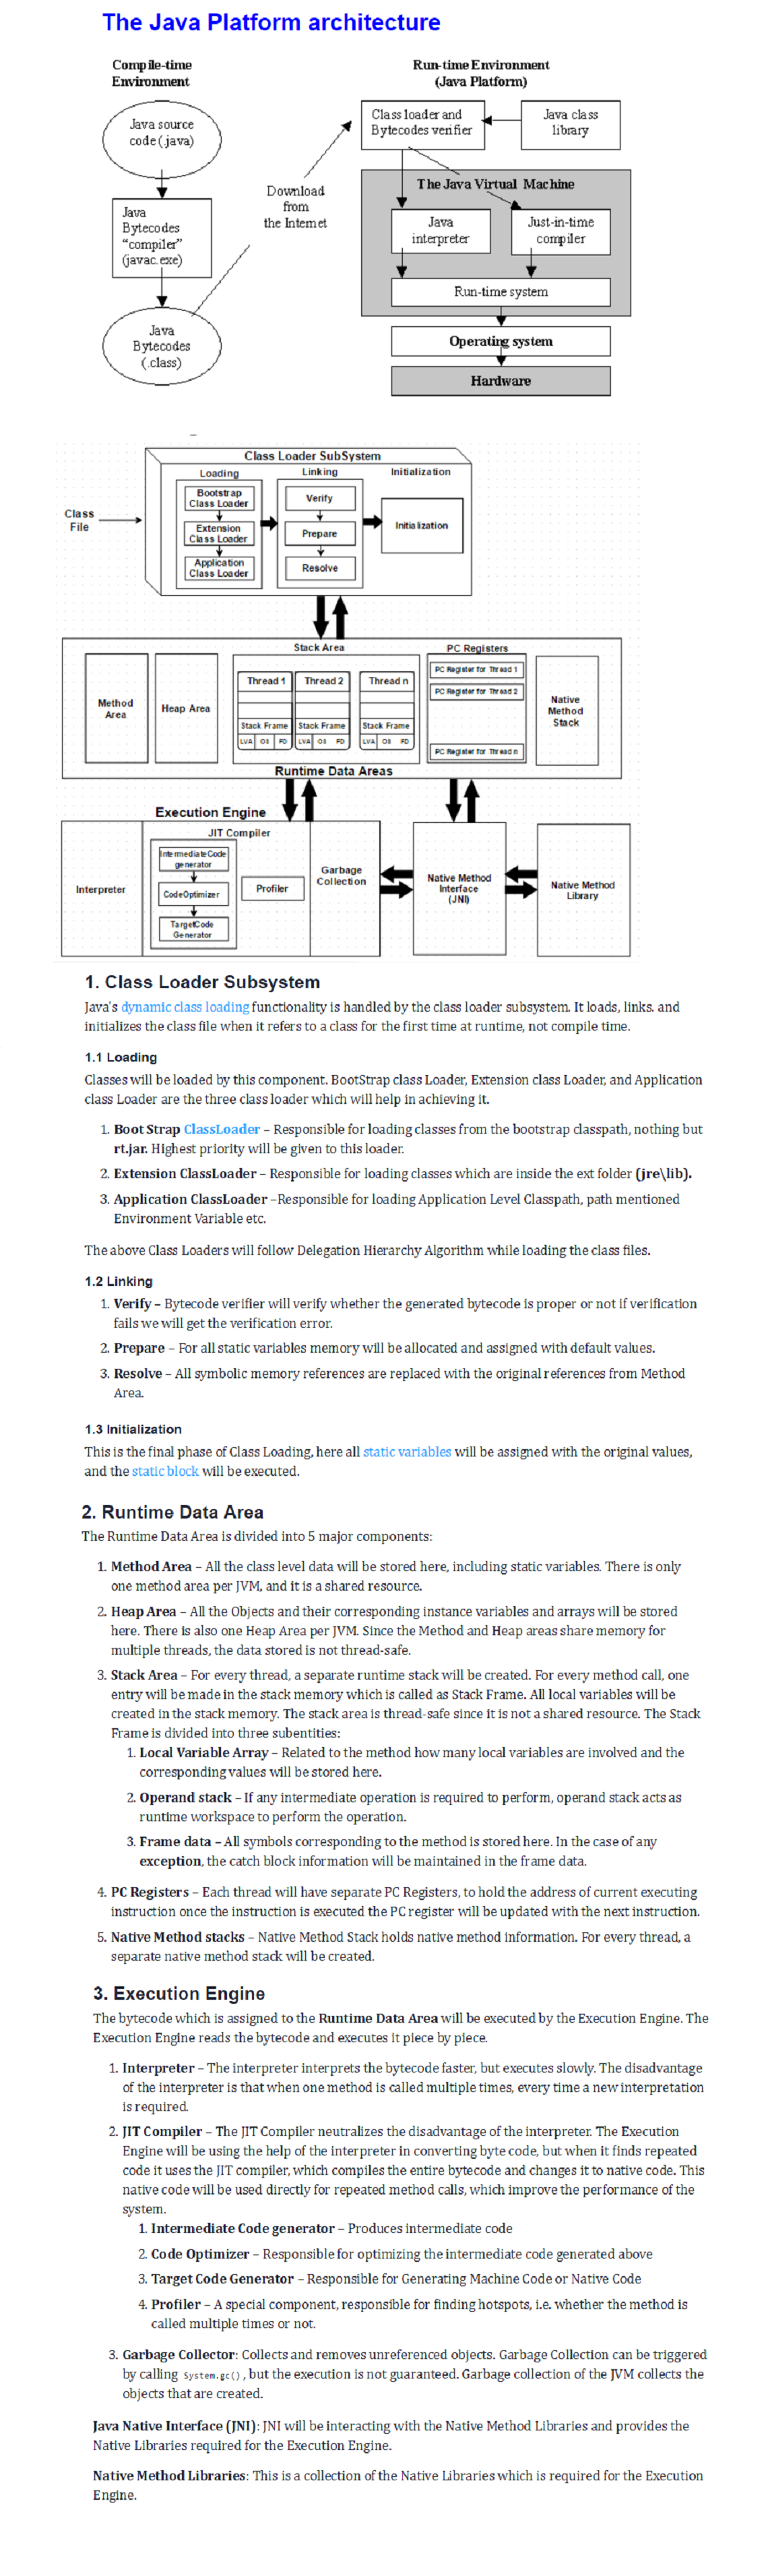 The Java Platform architecture
Compile-time
Environment
Run-time Environment
(Java Platform)
Java source
code (.java)
Class loader and
Bytecodes verifier
Java class
library
Download
from
the Internet
The Java Virtual Machine
Java
Bytecodes
“compiler”
(javac.exe)
Java
interpreter
Just-in-time
compiler
Run-time system
Java
Bytecodes
(.class)
Operating system
Hardware
Class Loader SubSystem
Loading
Linking
Initialization
Class
File
Bootstrap
Class Loader
Extension
Class Loader
Application
Class Loader
Verify
Prepare
Resolve
Initialization
Stack Area
PC Registers
Method
Area
Heap Area
Thread 1
Thread 2
Thread n
Stack Frame
Stack Frame
Stack Frame
LVA OS FD
LVA OS FD
LVA OS FD
PC Register for Thread 1
PC Register for Thread 2
PC Register for Thread n
Native
Method
Stack
Runtime Data Areas
Execution Engine
JIT Compiler
Interpreter
Intermediate Code
generator
CodeOptimizer
TargetCode
Generator
Profiler
Garbage
Collection
Native Method
Interface
(JNI)
Native Method
Library
1. Class Loader Subsystem
Java's dynamic class loading functionality is handled by the class loader subsystem. It loads, links. and
initializes the class file when it refers to a class for the first time at runtime, not compile time.
1.1 Loading
Classes will be loaded by this component. BootStrap class Loader, Extension class Loader, and Application
class Loader are the three class loader which will help in achieving it.
1. Boot Strap ClassLoader – Responsible for loading classes from the bootstrap classpath, nothing but
rt.jar. Highest priority will be given to this loader.
2. Extension ClassLoader – Responsible for loading classes which are inside the ext folder (jre\lib).
3. Application ClassLoader –Responsible for loading Application Level Classpath, path mentioned
Environment Variable etc.
The above Class Loaders will follow Delegation Hierarchy Algorithm while loading the class files.
1.2 Linking
1. Verify – Bytecode verifier will verify whether the generated bytecode is proper or not if verification
fails we will get the verification error.
2. Prepare – For all static variables memory will be allocated and assigned with default values.
3. Resolve – All symbolic memory references are replaced with the original references from Method
Area.
1.3 Initialization
This is the final phase of Class Loading, here all static variables will be assigned with the original values,
and the static block will be executed.
2. Runtime Data Area
The Runtime Data Area is divided into 5 major components:
1. Method Area – All the class level data will be stored here, including static variables. There is only
one method area per JVM, and it is a shared resource.
2. Heap Area – All the Objects and their corresponding instance variables and arrays will be stored
here. There is also one Heap Area per JVM. Since the Method and Heap areas share memory for
multiple threads, the data stored is not thread-safe.
3. Stack Area – For every thread, a separate runtime stack will be created. For every method call, one
entry will be made in the stack memory which is called as Stack Frame. All local variables will be
created in the stack memory. The stack area is thread-safe since it is not a shared resource. The Stack
Frame is divided into three subentities:
1. Local Variable Array – Related to the method how many local variables are involved and the
corresponding values will be stored here.
2. Operand stack – If any intermediate operation is required to perform, operand stack acts as
runtime workspace to perform the operation.
3. Frame data – All symbols corresponding to the method is stored here. In the case of any
exception, the catch block information will be maintained in the frame data.
4. PC Registers – Each thread will have separate PC Registers, to hold the address of current executing
instruction once the instruction is executed the PC register will be updated with the next instruction.
5. Native Method stacks – Native Method Stack holds native method information. For every thread, a
separate native method stack will be created.
3. Execution Engine
The bytecode which is assigned to the Runtime Data Area will be executed by the Execution Engine. The
Execution Engine reads the bytecode and executes it piece by piece.
1. Interpreter – The interpreter interprets the bytecode faster, but executes slowly. The disadvantage
of the interpreter is that when one method is called multiple times, every time a new interpretation
is required.
2. JIT Compiler – The JIT Compiler neutralizes the disadvantage of the interpreter. The Execution
Engine will be using the help of the interpreter in converting byte code, but when it finds repeated
code it uses the JIT compiler, which compiles the entire bytecode and changes it to native code. This
native code will be used directly for repeated method calls, which improve the performance of the
system.
1. Intermediate Code generator – Produces intermediate code
2. Code Optimizer – Responsible for optimizing the intermediate code generated above
3. Target Code Generator – Responsible for Generating Machine Code or Native Code
4. Profiler – A special component, responsible for finding hotspots, i.e. whether the method is
called multiple times or not.
3. Garbage Collector: Collects and removes unreferenced objects. Garbage Collection can be triggered
by calling System.gc(), but the execution is not guaranteed. Garbage collection of the JVM collects the
objects that are created.
Java Native Interface (JNI): JNI will be interacting with the Native Method Libraries and provides the
Native Libraries required for the Execution Engine.
Native Method Libraries: This is a collection of the Native Libraries which is required for the Execution
Engine.